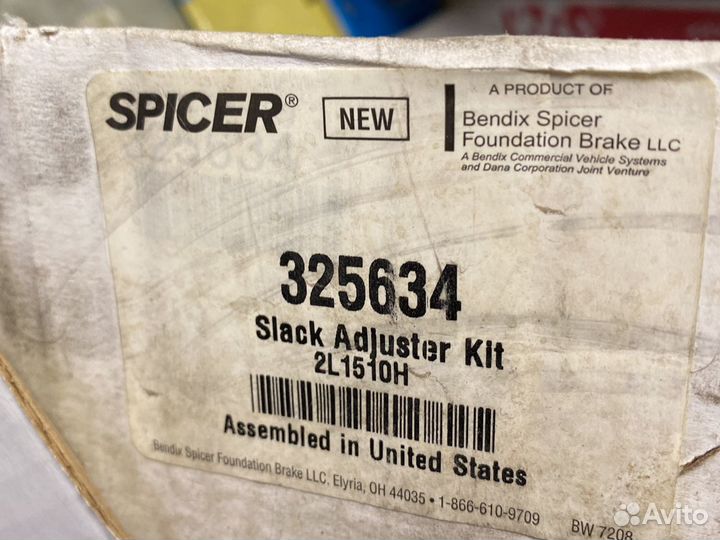 SPICER®
NEW
A PRODUCT OF
Bendix Spicer
Foundation Brake LLC
A Bendix Commercial Vehicle Systems
and Dana Corporation Joint Venture
325634
Slack Adjuster Kit
2L1510H
Assembled in United States
Bendix Spicer Foundation Brake LLC, Elyria, OH 44035 • 1-866-610-9709
BW 7208
Avito